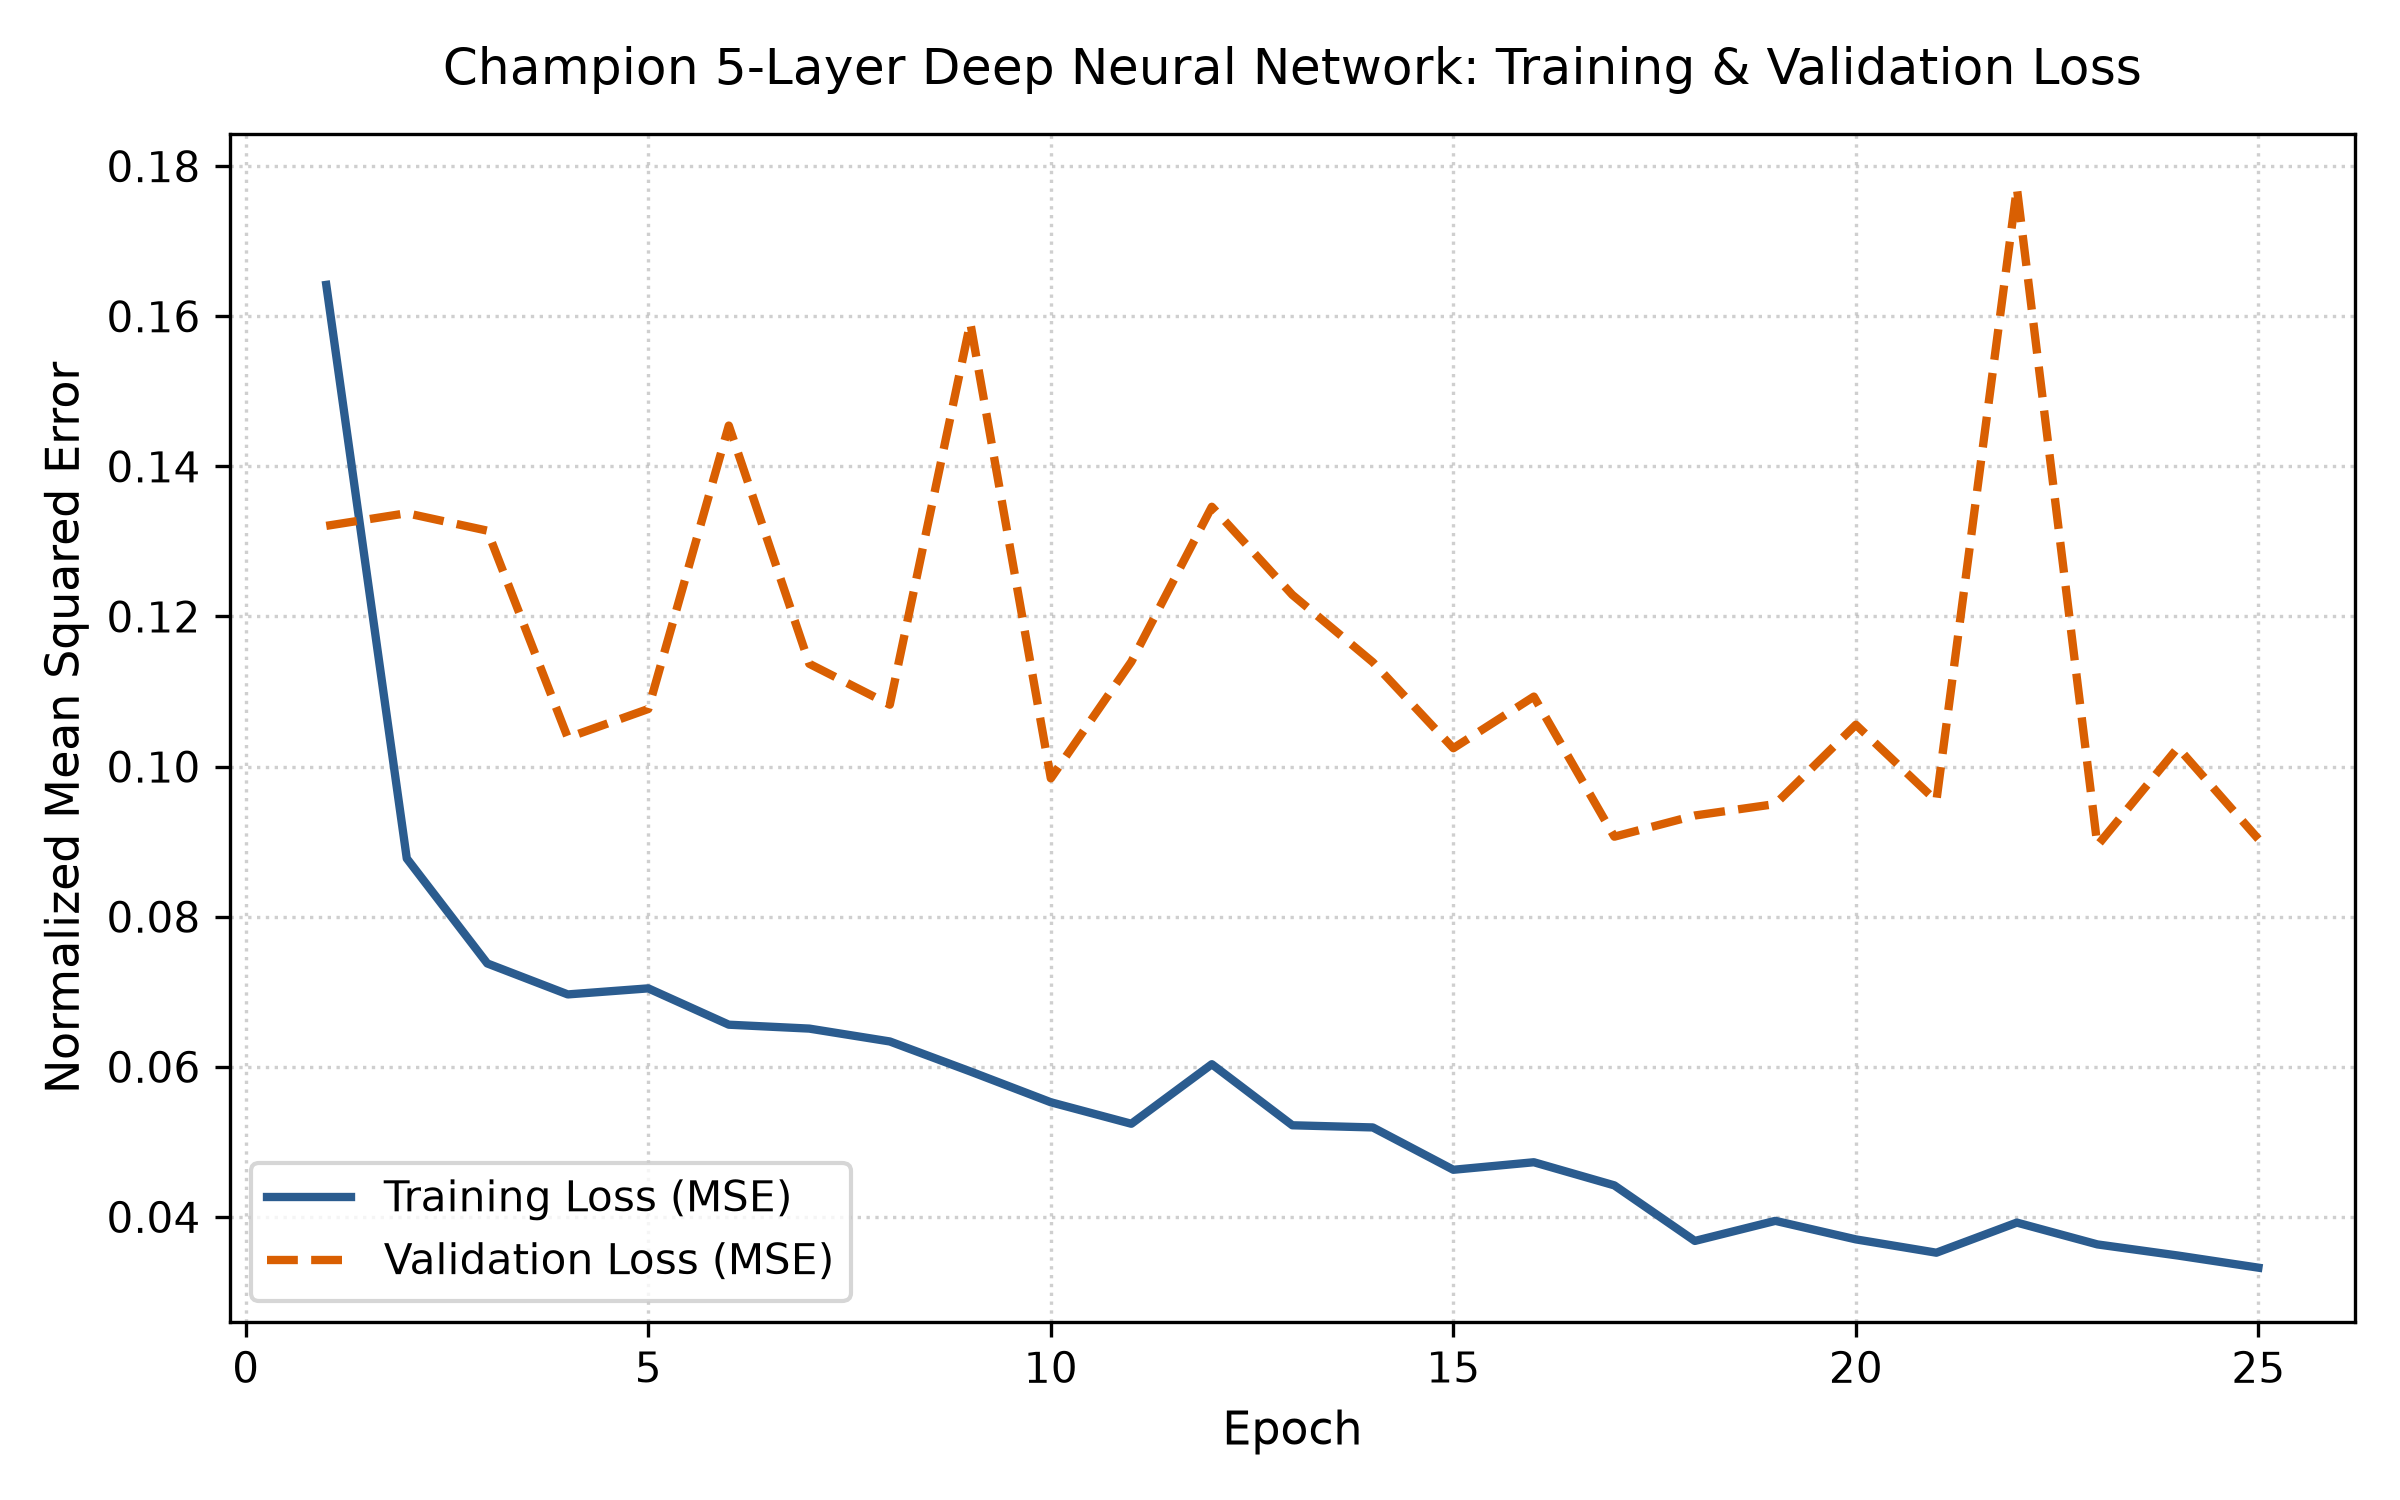 Champion 5-Layer Deep Neural Network: Training & Validation Loss
Normalized Mean Squared Error
0.18
0.16
0.14
0.12
0.10
0.08
0.06
0.04
Training Loss (MSE)
Validation Loss (MSE)
0 5 10 15 20 25
Epoch